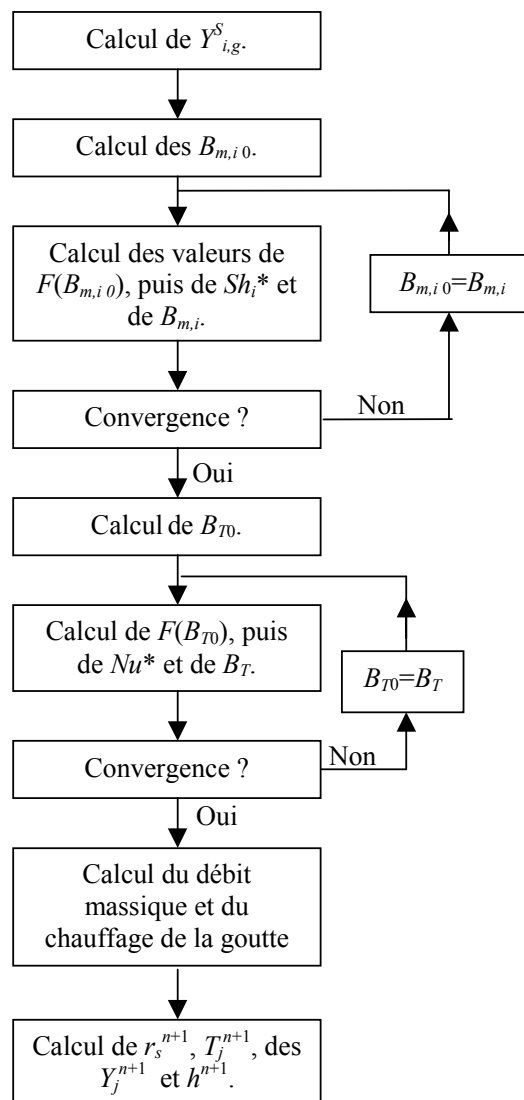 Calcul de Y^S_{i,g}.
Calcul des B_{m,i 0}.
Calcul des valeurs de
F(B_{m,i 0}), puis de Sh_i* et
de B_{m,i}.
B_{m,i 0}=B_{m,i}
Convergence ?
Non
Oui
Calcul de B_{T0}.
Calcul de F(B_{T0}), puis
de Nu* et de B_T.
B_{T0}=B_T
Convergence ?
Non
Oui
Calcul du débit
massique et du
chauffage de la goutte
Calcul de r_s^{n+1}, T_j^{n+1}, des
Y_j^{n+1} et h^{n+1}.